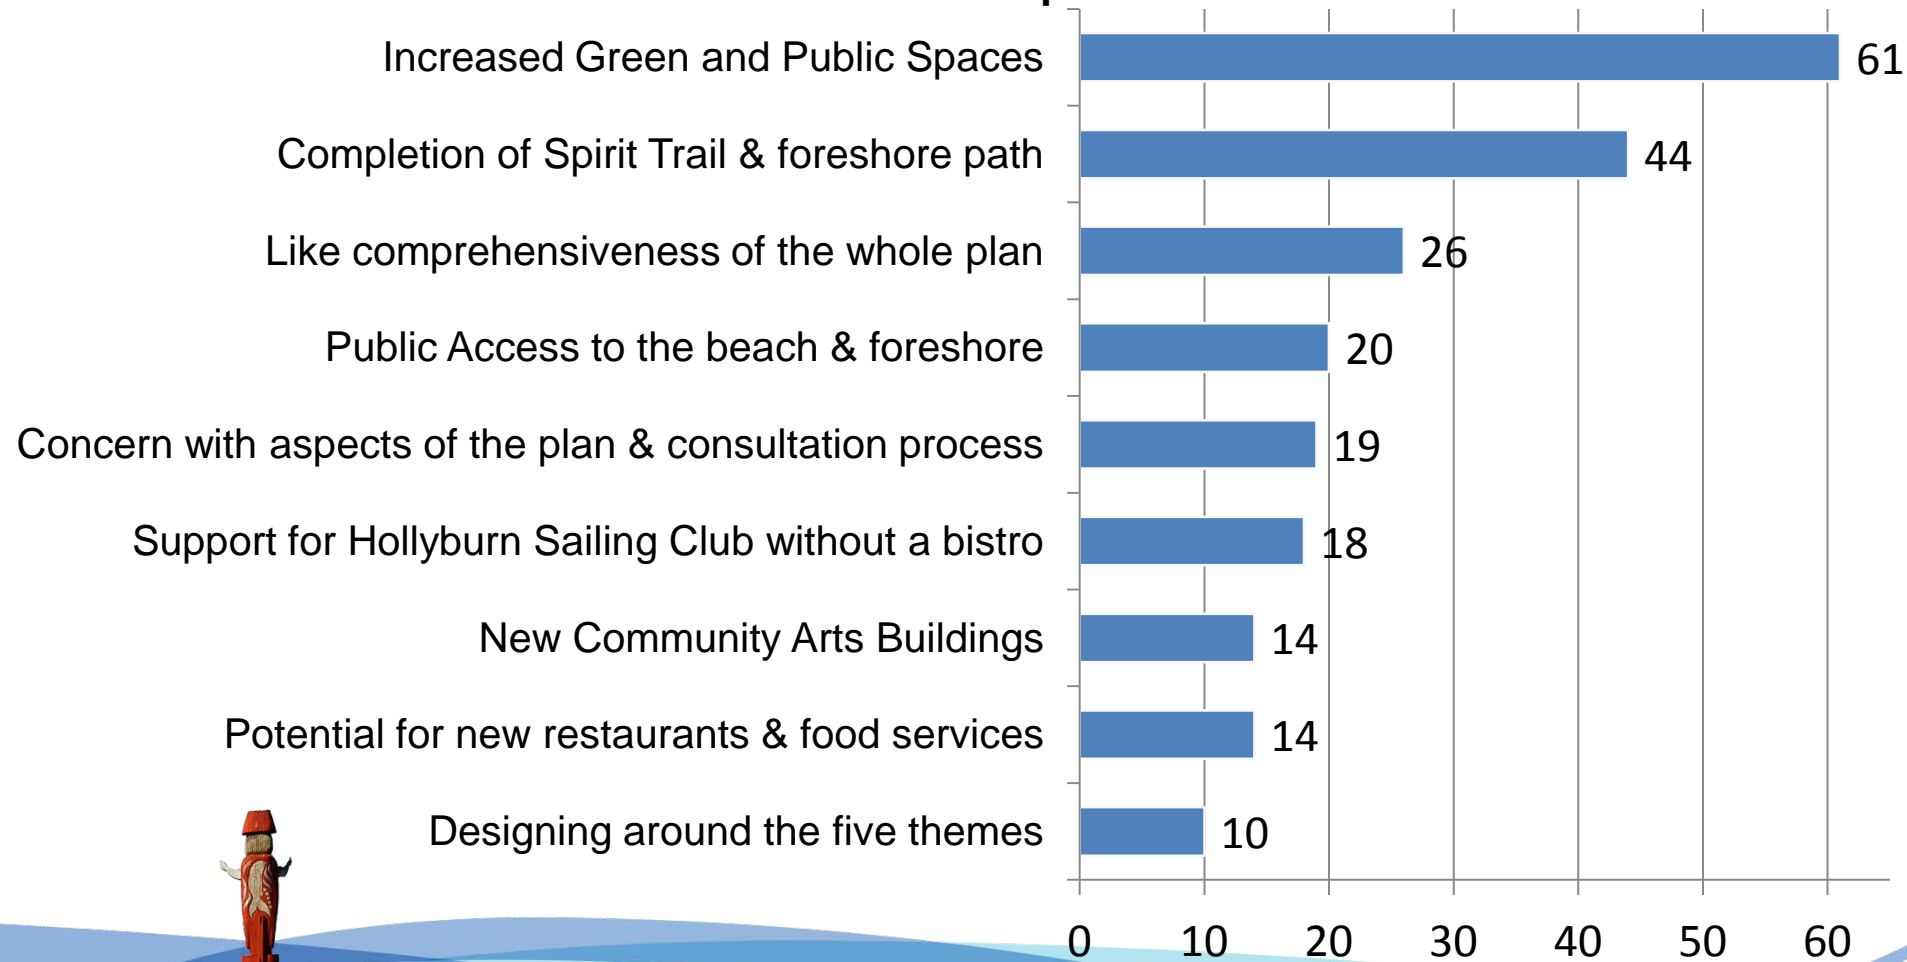 Increased Green and Public Spaces 61
Completion of Spirit Trail & foreshore path 44
Like comprehensiveness of the whole plan 26
Public Access to the beach & foreshore 20
Concern with aspects of the plan & consultation process 19
Support for Hollyburn Sailing Club without a bistro 18
New Community Arts Buildings 14
Potential for new restaurants & food services 14
Designing around the five themes 10
0 10 20 30 40 50 60